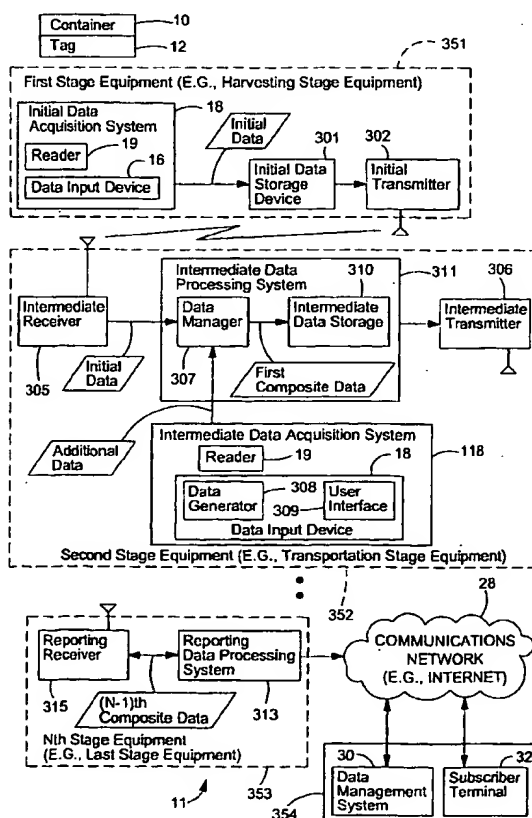 Container
10
Tag
12
351
First Stage Equipment (E.G., Harvesting Stage Equipment)
18
Initial Data
Acquisition System
Initial
Data
301
302
Reader
19
16
Data Input Device
Initial Data
Storage
Device
Initial
Transmitter
310
311
306
Intermediate Data
Processing System
Intermediate
Receiver
Data
Manager
Intermediate
Data Storage
Intermediate
Transmitter
305
307
Initial
Data
First
Composite Data
Additional
Data
Intermediate Data Acquisition System
118
Reader
19
18
Data
Generator
308
309
User
Interface
Data Input Device
Second Stage Equipment (E.G., Transportation Stage Equipment)
352
28
Reporting
Receiver
Reporting
Data Processing
System
COMMUNICATIONS
NETWORK
(E.G., INTERNET)
315
313
(N-1)th
Composite Data
Nth Stage Equipment
(E.G., Last Stage Equipment)
30
32
11
353
354
Data
Management
System
Subscriber
Terminal